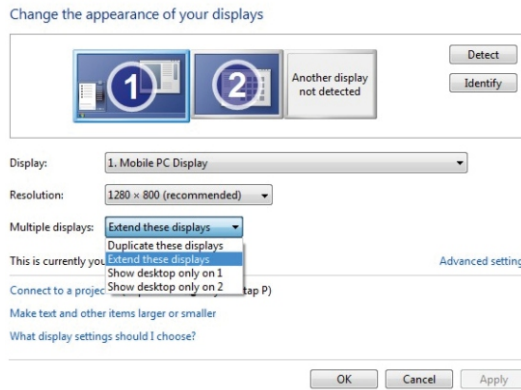 Change the appearance of your displays
1
2
Another display
not detected
Detect
Identify
Display: 1. Mobile PC Display
Resolution: 1280 × 800 (recommended)
Multiple displays: Extend these displays
Duplicate these displays
This is currently you
Extend these displays
Advanced setting
Show desktop only on 1
Connect to a projec
Show desktop only on 2
tap P)
Make text and other items larger or smaller
What display settings should I choose?
OK Cancel Apply